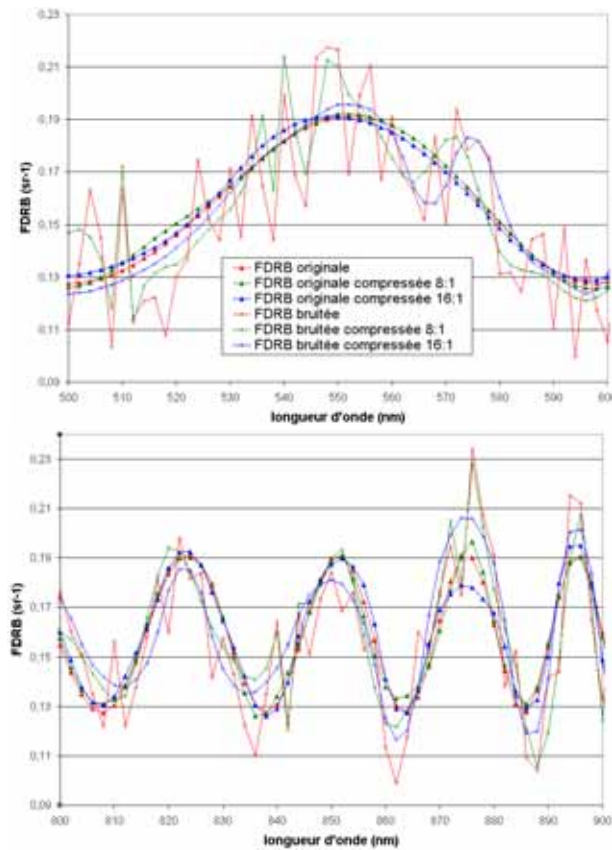 0,23
0,21
0,19
0,17
0,15
0,13
0,11
0,09
FDRB (sr-1)
FDRB originale
FDRB originale compressée 8:1
FDRB originale compressée 16:1
FDRB bruitée
FDRB bruitée compressée 8:1
FDRB bruitée compressée 16:1
500 510 520 530 540 550 560 570 580 590 600
longueur d'onde (nm)
0,23
0,21
0,19
0,17
0,15
0,13
0,11
0,09
FDRB (sr-1)
800 810 820 830 840 850 860 870 880 890 900
longueur d'onde (nm)